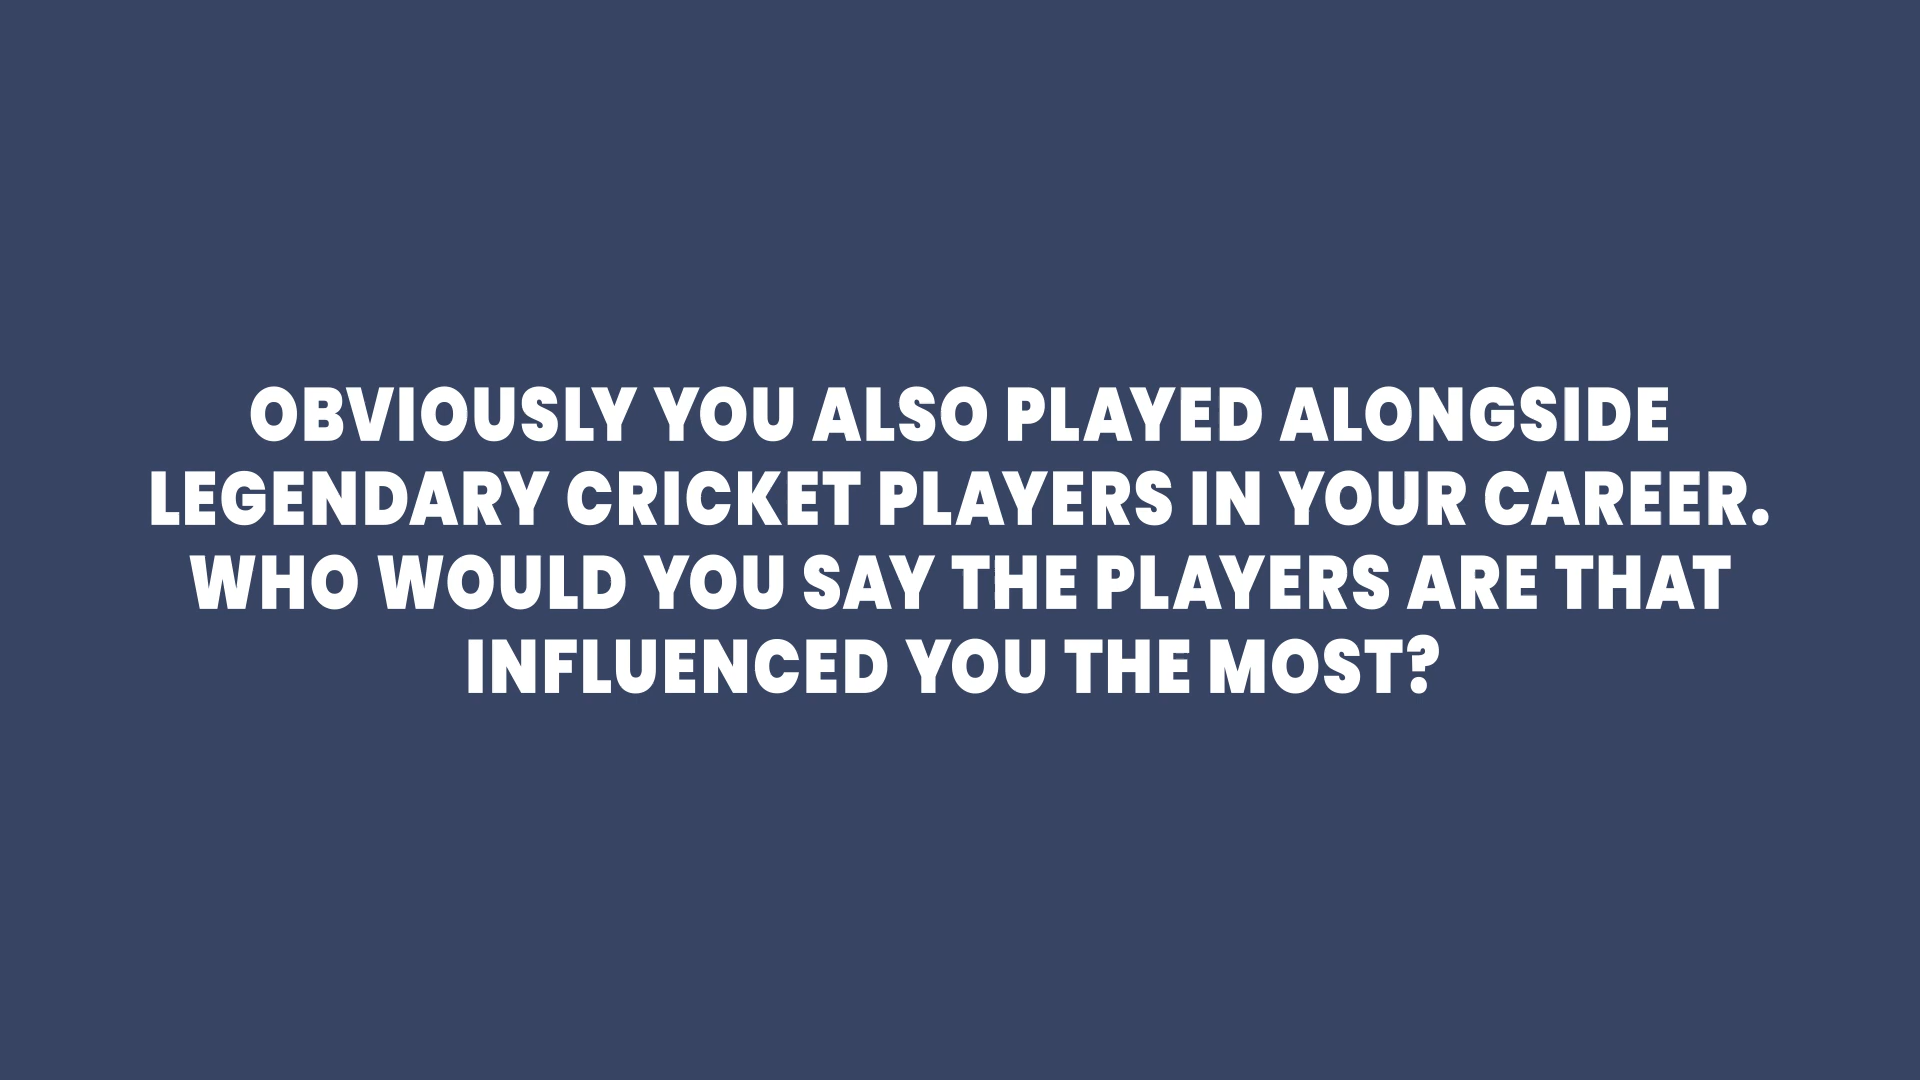 OBVIOUSLY YOU ALSO PLAYED ALONGSIDE
LEGENDARY CRICKET PLAYERS IN YOUR CAREER.
WHO WOULD YOU SAY THE PLAYERS ARE THAT
INFLUENCED YOU THE MOST?